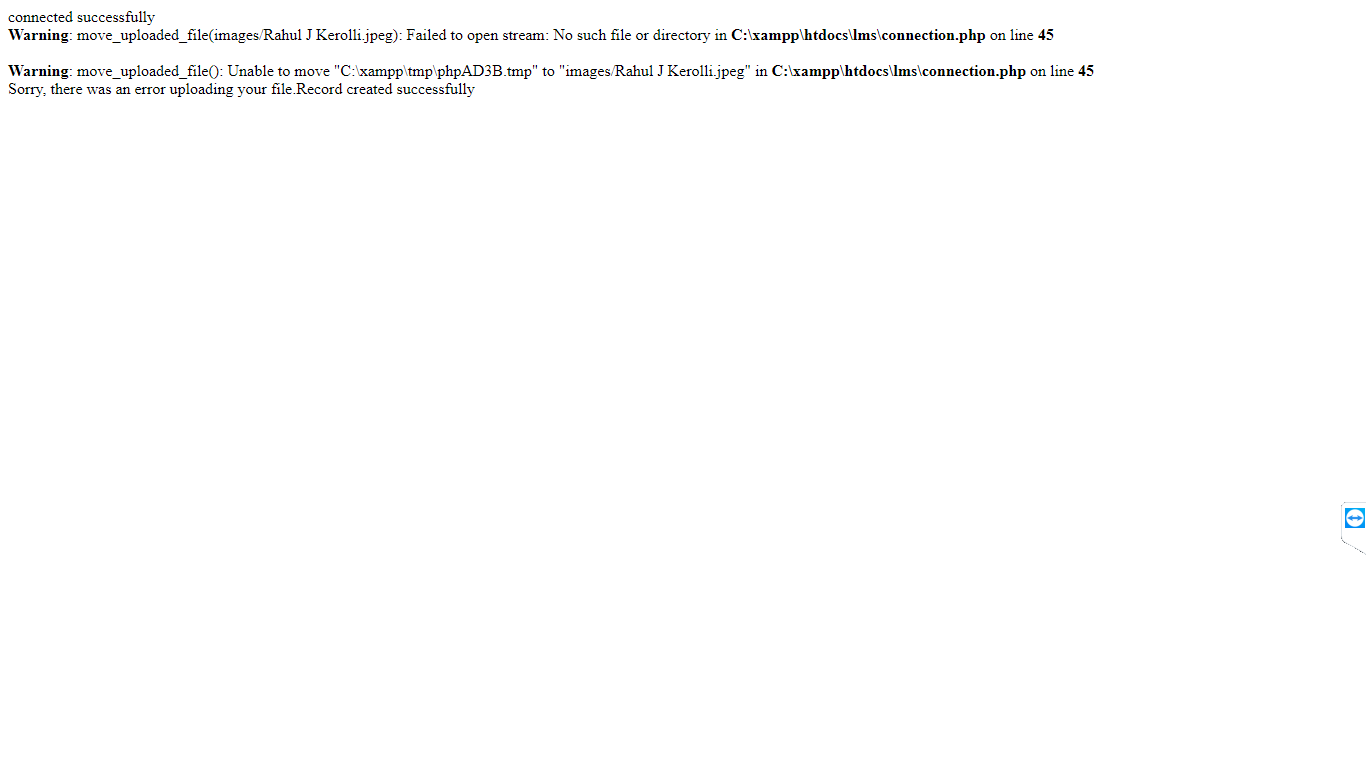 connected successfully
Warning: move_uploaded_file(images/Rahul J Kerolli.jpeg): Failed to open stream: No such file or directory in C:\xampp\htdocs\lms\connection.php on line 45
Warning: move_uploaded_file(): Unable to move "C:\xampp\tmp\phpAD3B.tmp" to "images/Rahul J Kerolli.jpeg" in C:\xampp\htdocs\lms\connection.php on line 45
Sorry, there was an error uploading your file.Record created successfully